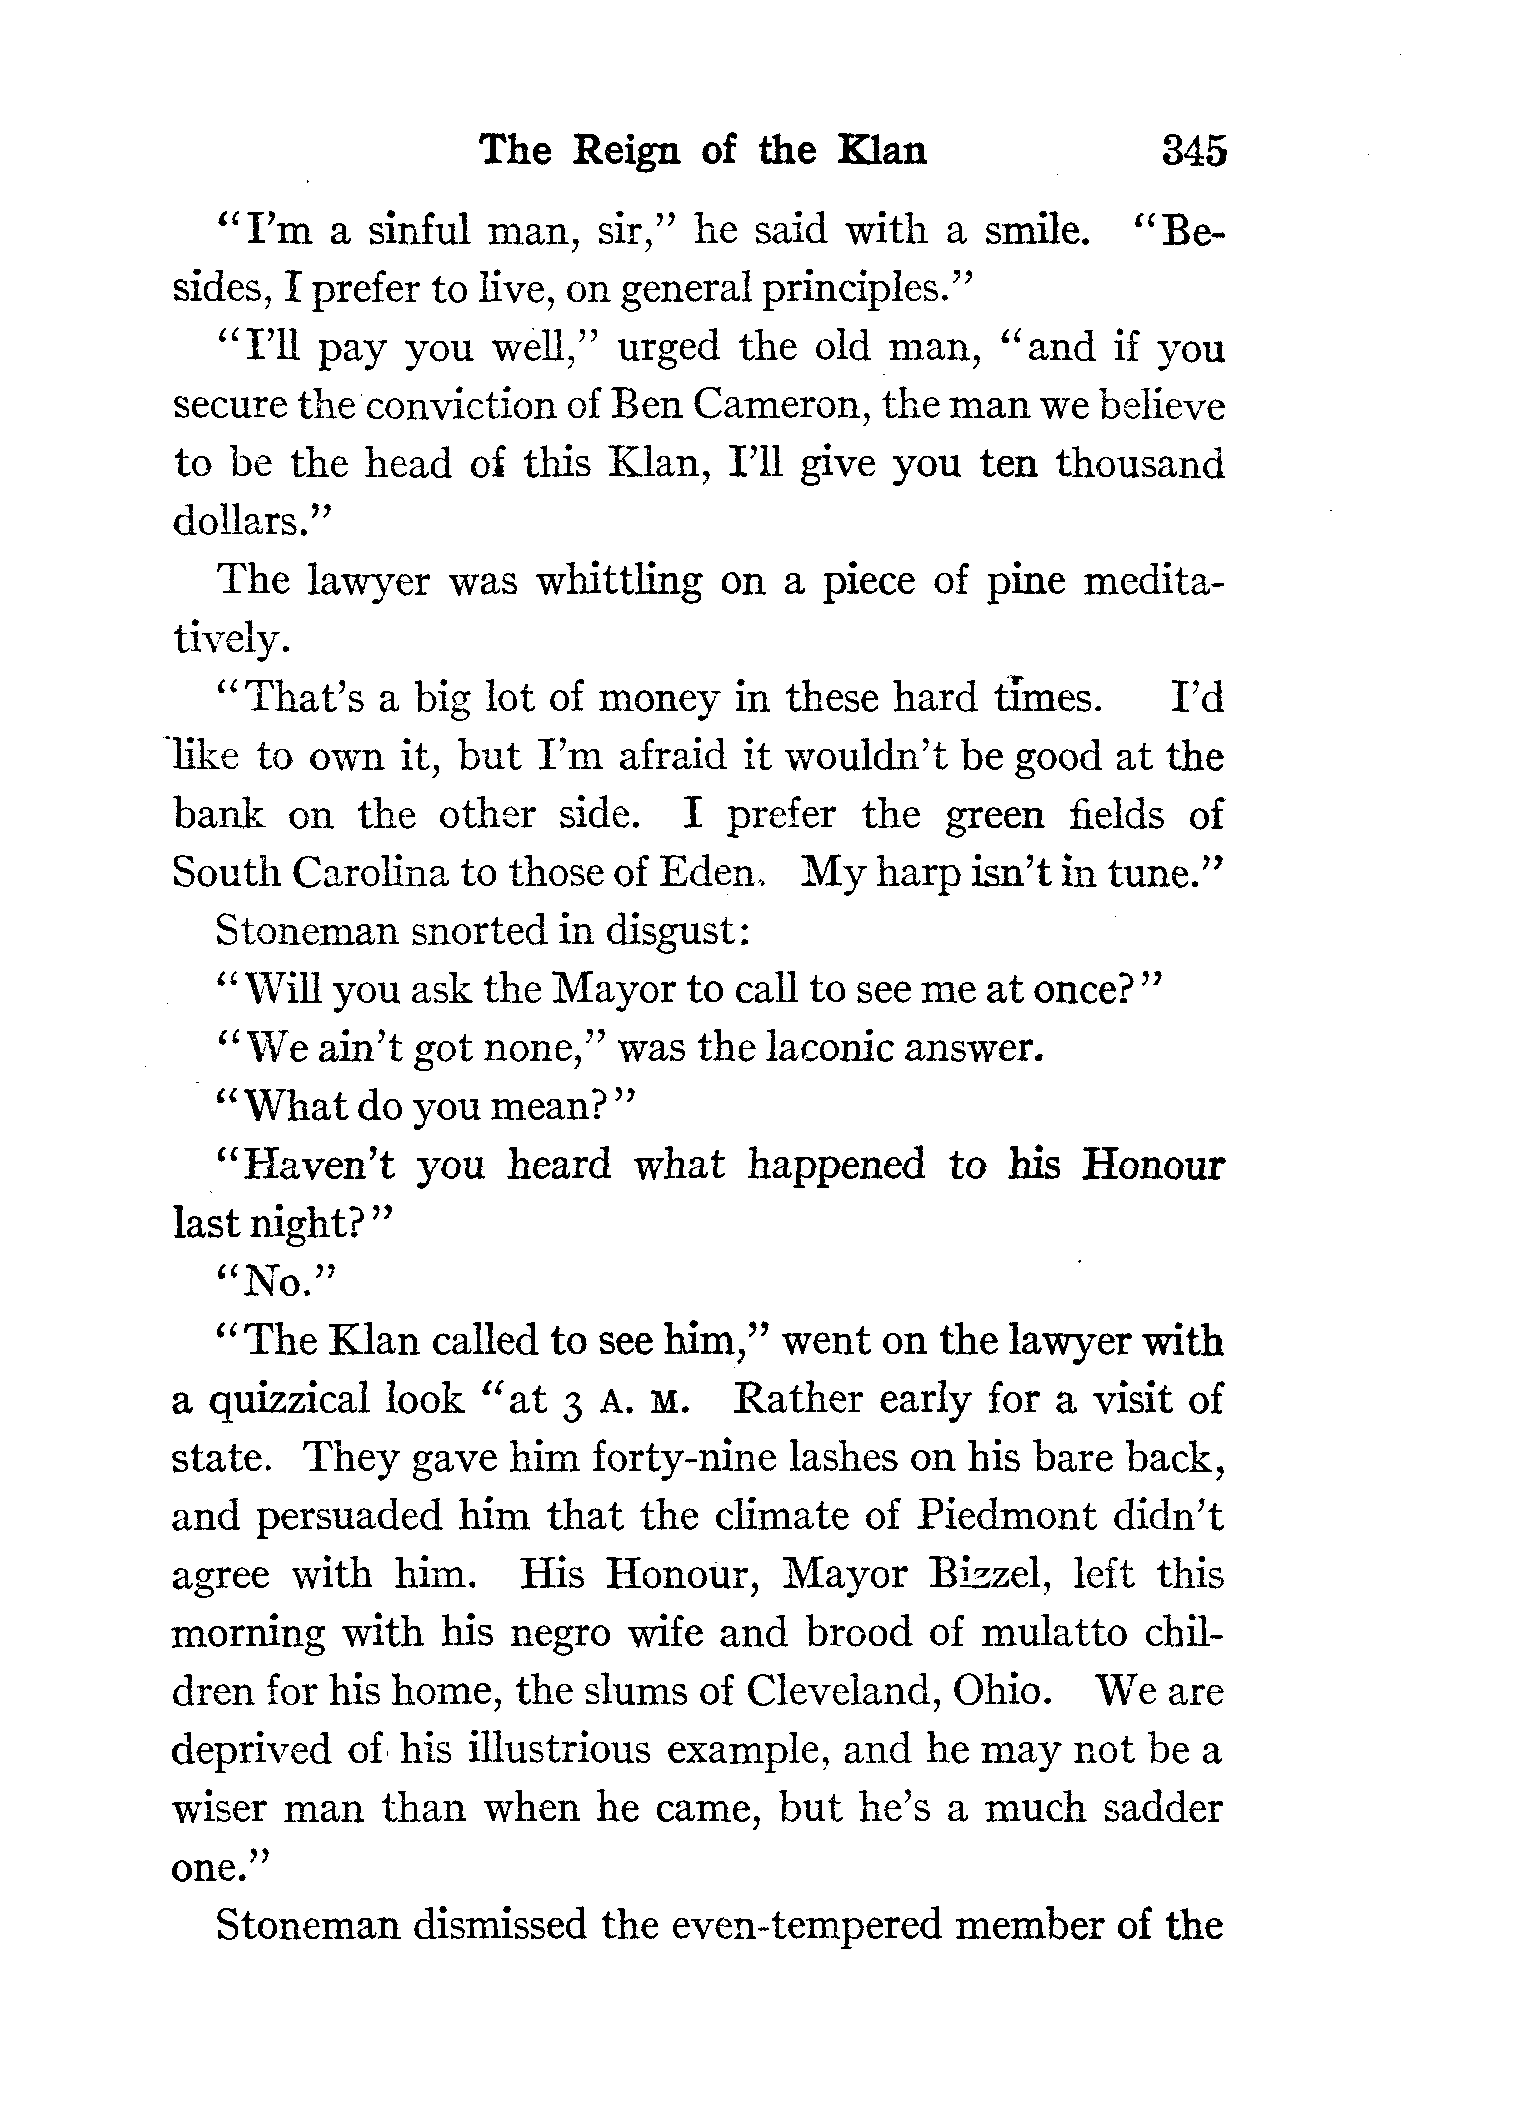 The Reign of the Klan 345
"I'm a sinful man, sir," he said with a smile. "Be-
sides, I prefer to live, on general principles."
"I'll pay you well," urged the old man, "and if you
secure the conviction of Ben Cameron, the man we believe
to be the head of this Klan, I'll give you ten thousand
dollars."
The lawyer was whittling on a piece of pine medita-
tively.
"That's a big lot of money in these hard times. I'd
like to own it, but I'm afraid it wouldn't be good at the
bank on the other side. I prefer the green fields of
South Carolina to those of Eden. My harp isn't in tune."
Stoneman snorted in disgust:
"Will you ask the Mayor to call to see me at once?"
"We ain't got none," was the laconic answer.
"What do you mean?"
"Haven't you heard what happened to his Honour
last night?"
"No."
"The Klan called to see him," went on the lawyer with
a quizzical look "at 3 A. M. Rather early for a visit of
state. They gave him forty-nine lashes on his bare back,
and persuaded him that the climate of Piedmont didn't
agree with him. His Honour, Mayor Bizzel, left this
morning with his negro wife and brood of mulatto chil-
dren for his home, the slums of Cleveland, Ohio. We are
deprived of his illustrious example, and he may not be a
wiser man than when he came, but he's a much sadder
one."
Stoneman dismissed the even-tempered member of the